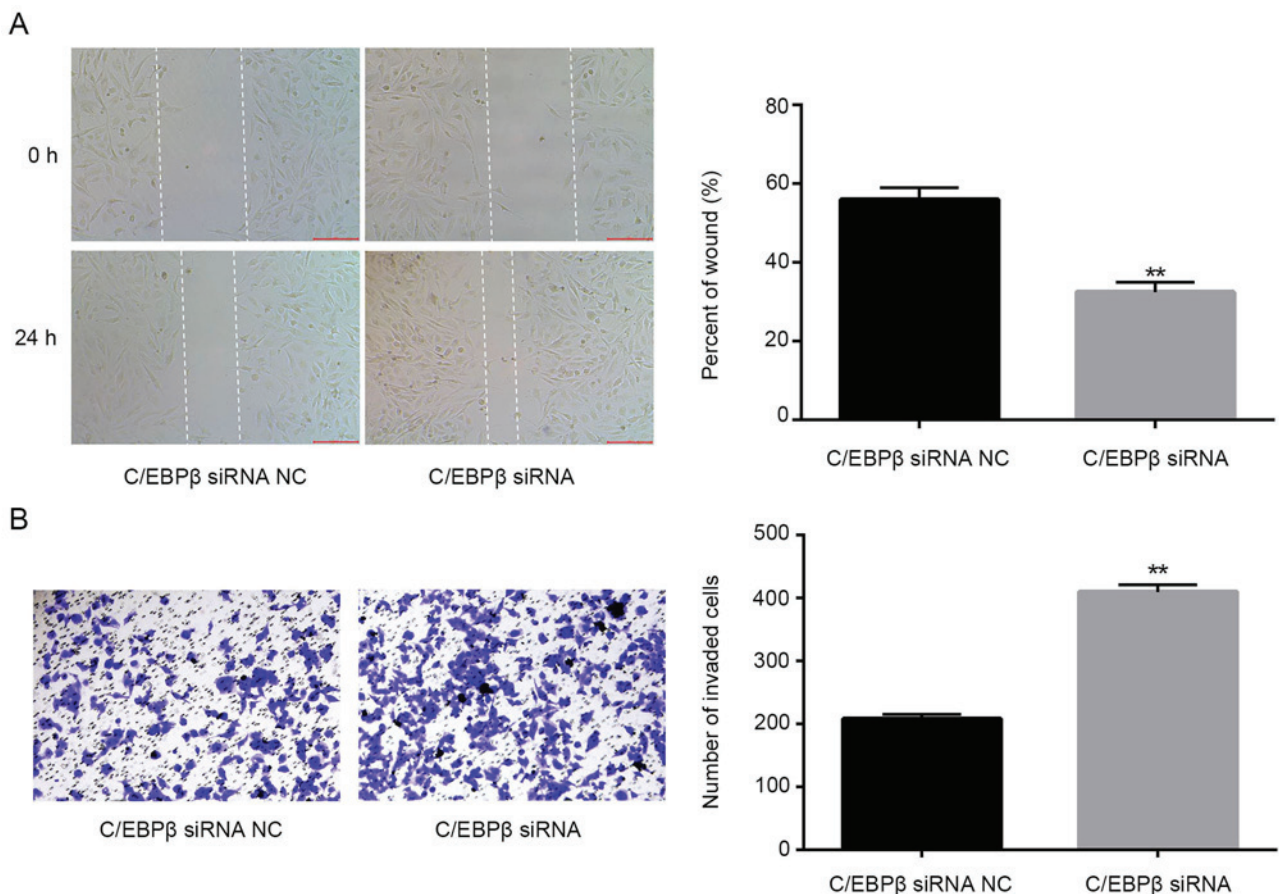 A
0 h
24 h
C/EBPβ siRNA NC
C/EBPβ siRNA
Percent of wound (%)
80
60
40
20
0
**
C/EBPβ siRNA NC
C/EBPβ siRNA
B
C/EBPβ siRNA NC
C/EBPβ siRNA
Number of invaded cells
500
400
300
200
100
0
**
C/EBPβ siRNA NC
C/EBPβ siRNA